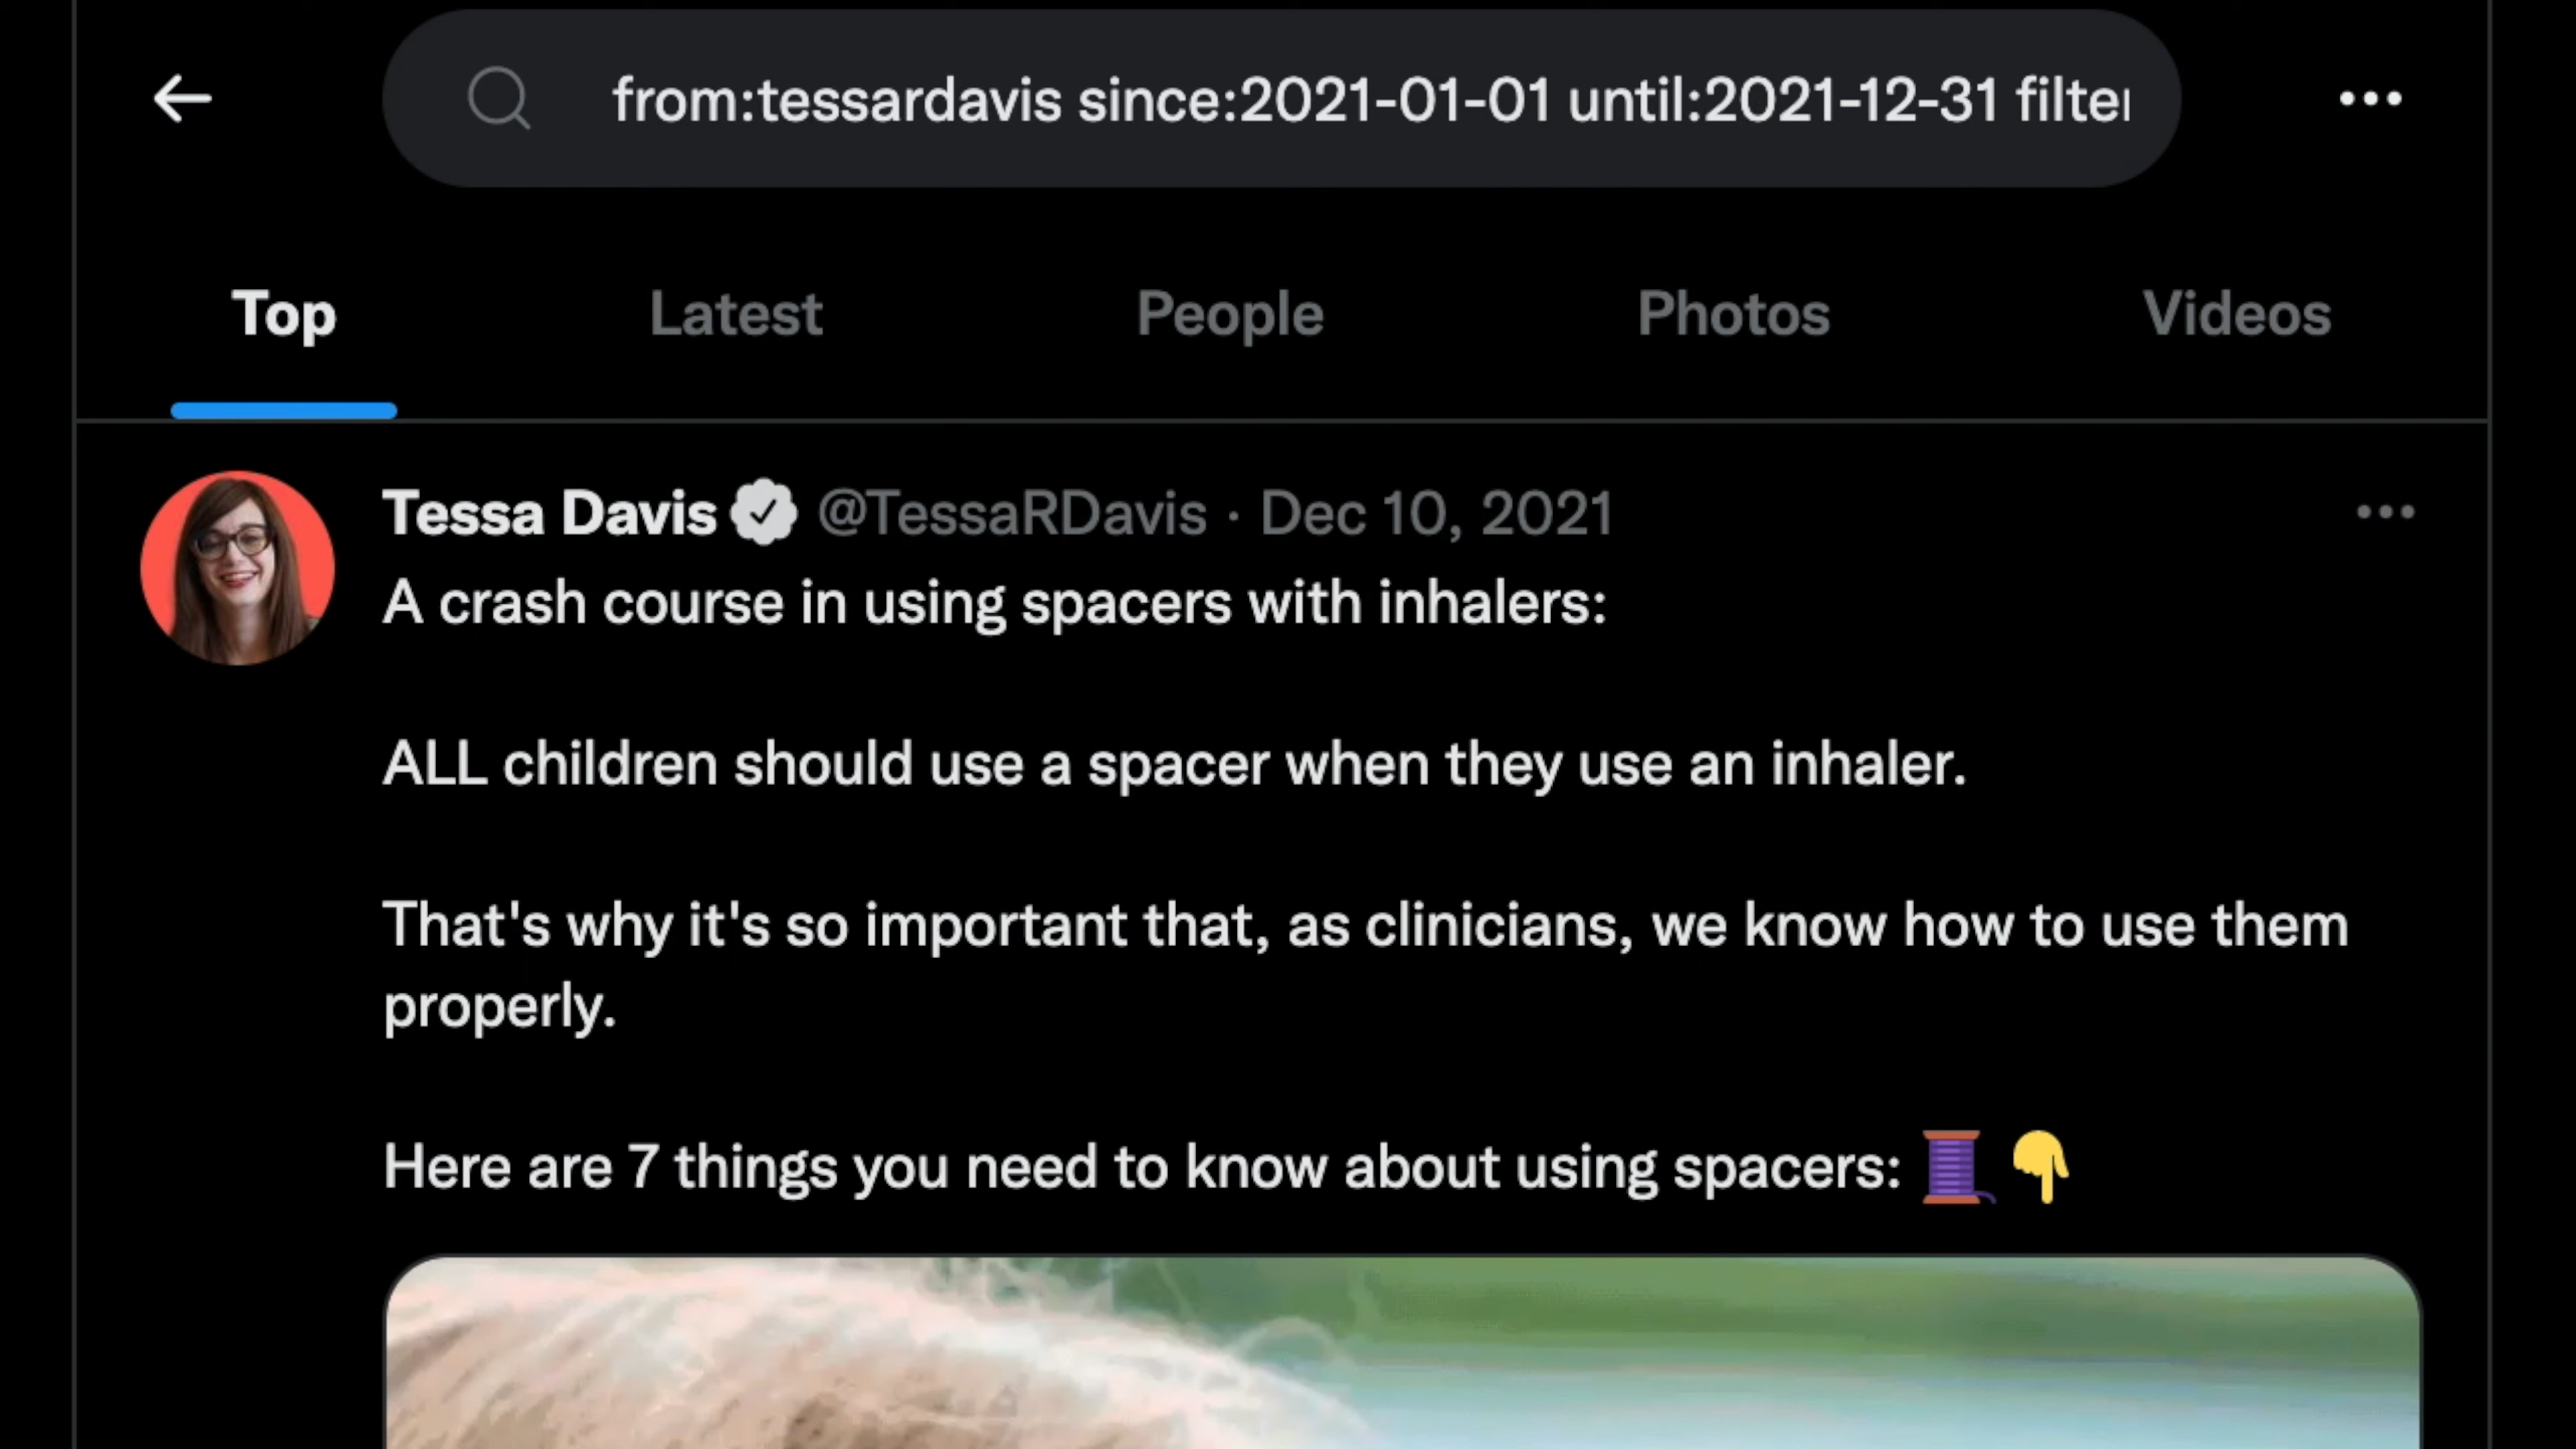 from:tessardavis since:2021-01-01 until:2021-12-31 filter
Top
Latest
People
Photos
Videos
Tessa Davis @TessaRDavis · Dec 10, 2021
A crash course in using spacers with inhalers:
ALL children should use a spacer when they use an inhaler.
That's why it's so important that, as clinicians, we know how to use them
properly.
Here are 7 things you need to know about using spacers: 🧵👇